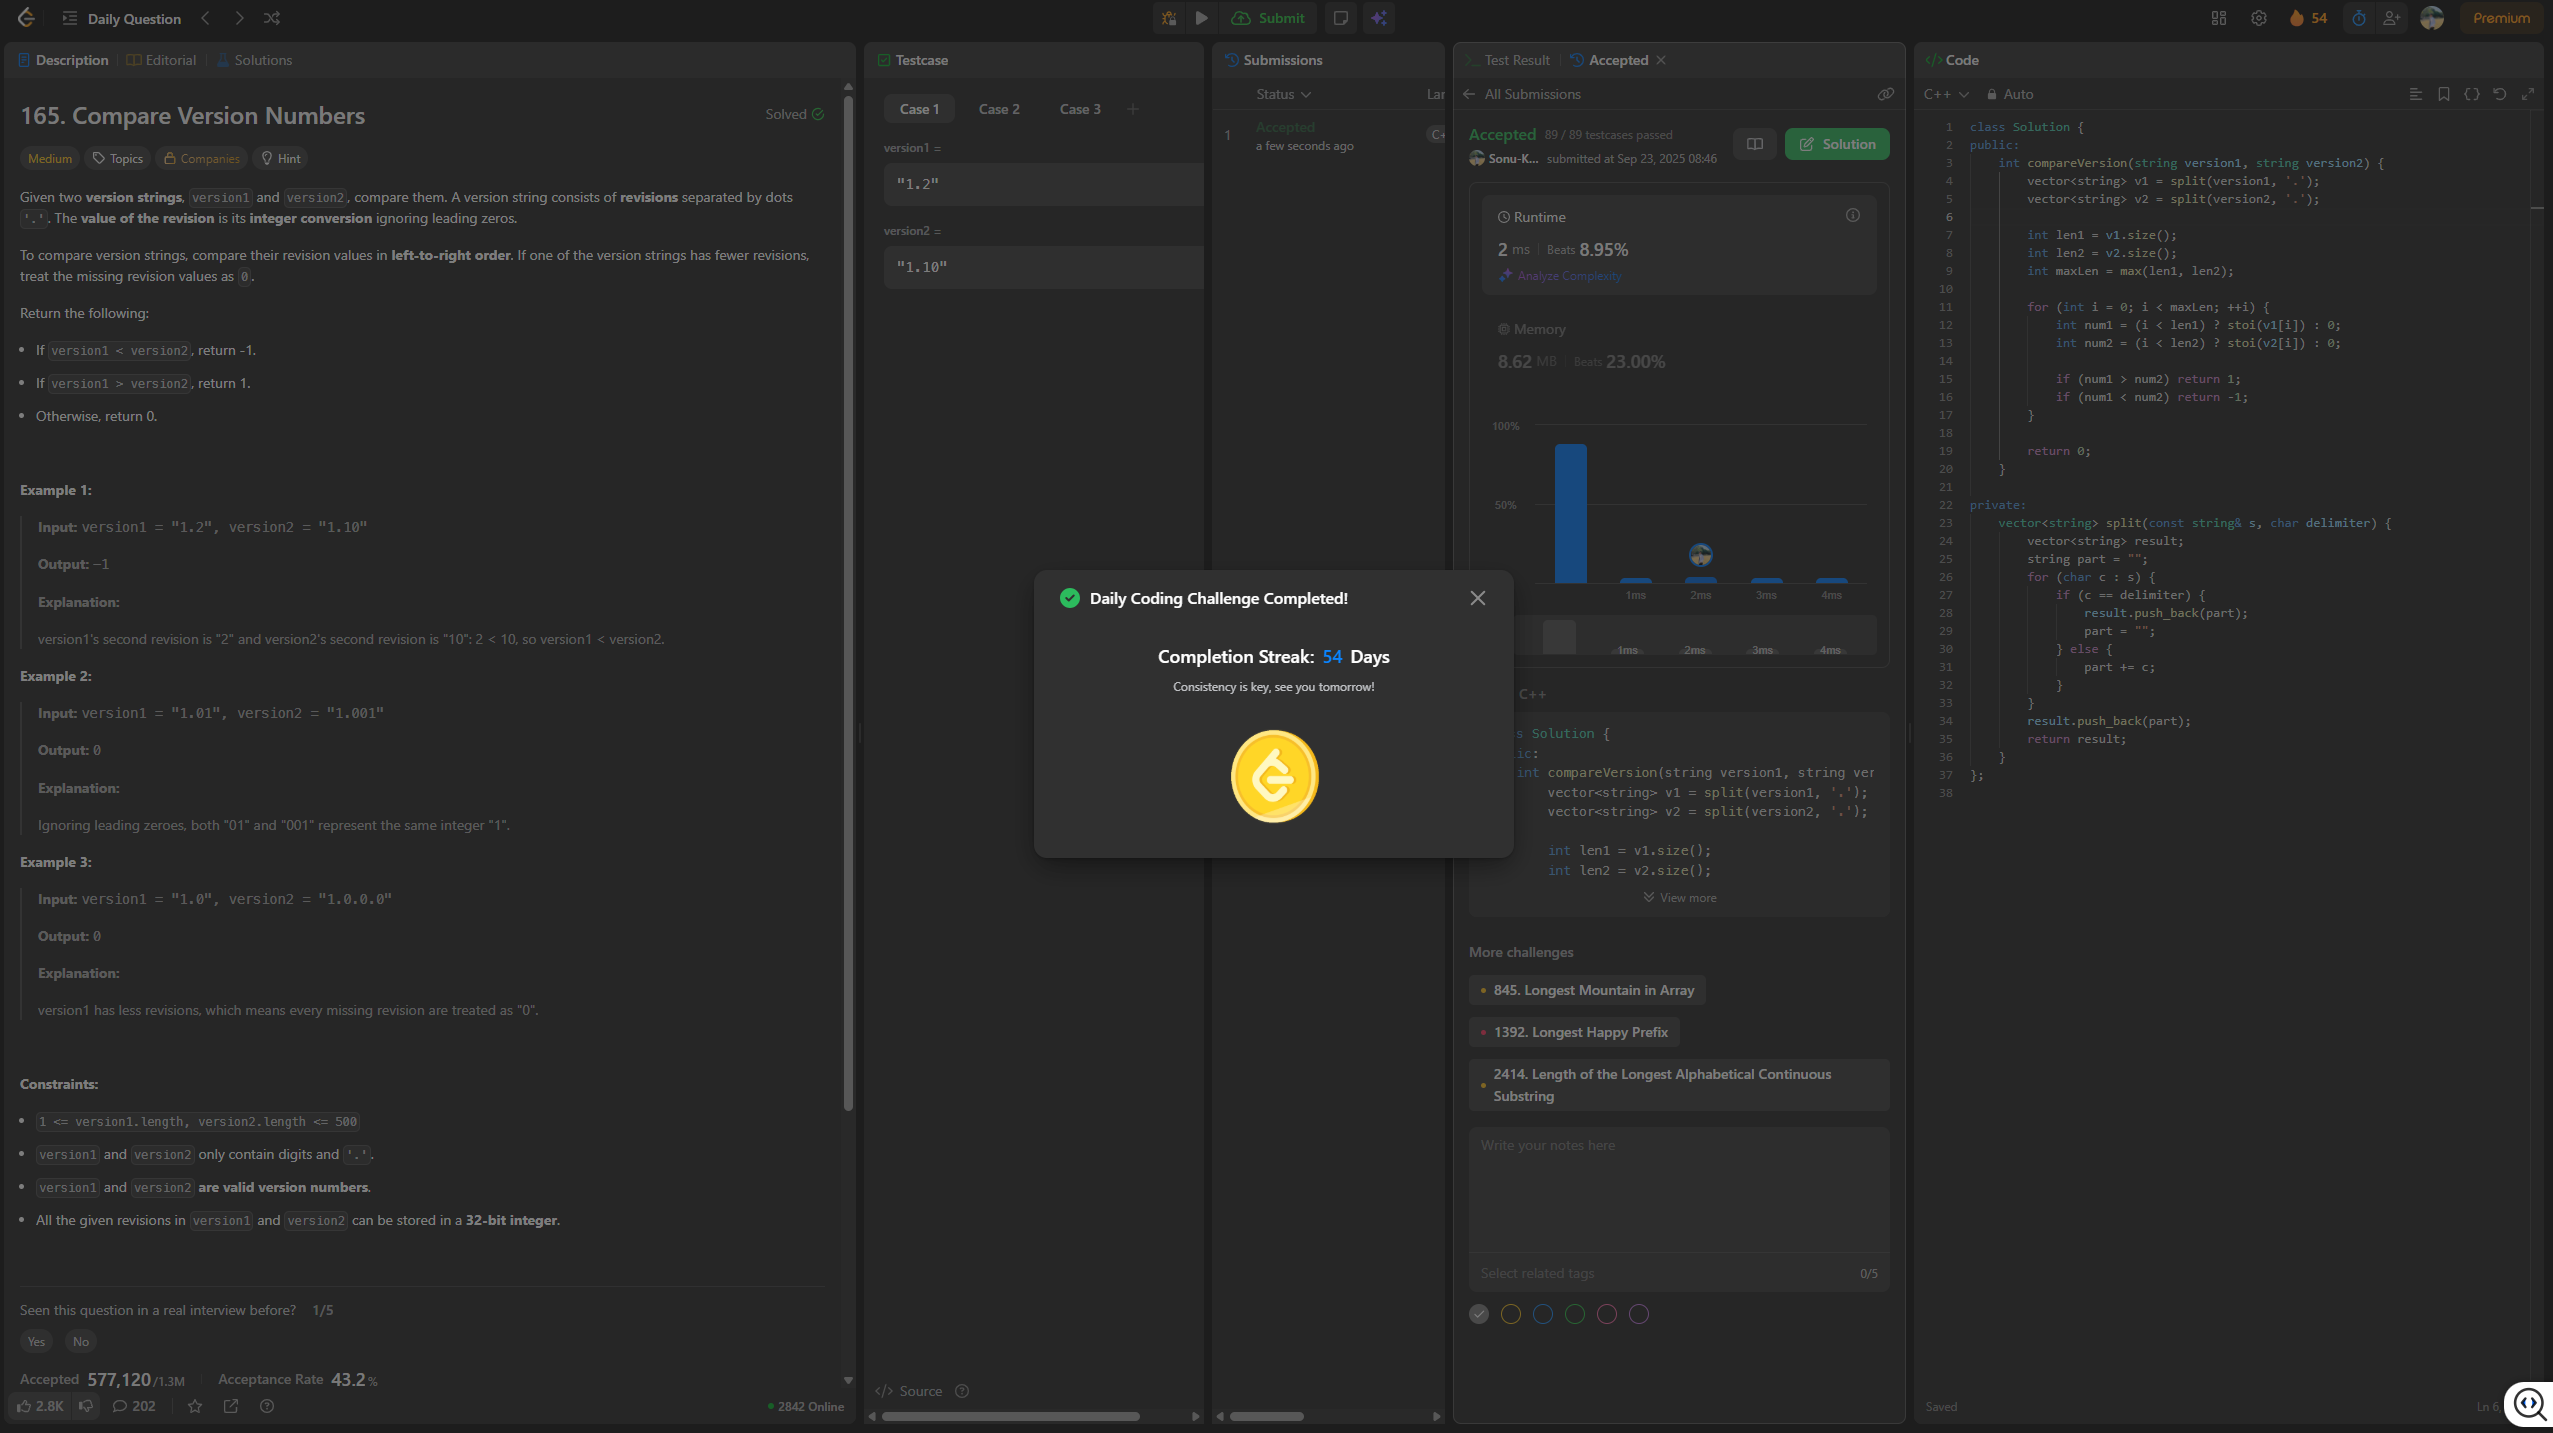 Daily Question
Submit
54
Premium
Description
Editorial
Solutions
165. Compare Version Numbers
Solved
Medium
Topics
Companies
Hint
Given two version strings, version1 and version2, compare them. A version string consists of revisions separated by dots
'.'. The value of the revision is its integer conversion ignoring leading zeros.
To compare version strings, compare their revision values in left-to-right order. If one of the version strings has fewer revisions,
treat the missing revision values as 0.
Return the following:
• If version1 < version2, return -1.
• If version1 > version2, return 1.
• Otherwise, return 0.
Example 1:
Input: version1 = "1.2", version2 = "1.10"
Output: -1
Explanation:
version1's second revision is "2" and version2's second revision is "10": 2 < 10, so version1 < version2.
Example 2:
Input: version1 = "1.01", version2 = "1.001"
Output: 0
Explanation:
Ignoring leading zeroes, both "01" and "001" represent the same integer "1".
Example 3:
Input: version1 = "1.0", version2 = "1.0.0.0"
Output: 0
Explanation:
version1 has less revisions, which means every missing revision are treated as "0".
Constraints:
• 1 <= version1.length, version2.length <= 500
• version1 and version2 only contain digits and '.'.
• version1 and version2 are valid version numbers.
• All the given revisions in version1 and version2 can be stored in a 32-bit integer.
Seen this question in a real interview before? 1/5
Yes
No
Accepted 577,120/1.3M
Acceptance Rate 43.2%
2.8K
202
2842 Online
Testcase
Case 1
Case 2
Case 3
version1 =
"1.2"
version2 =
"1.10"
Source
Submissions
Status
Lar
1
Accepted
a few seconds ago
C+
Test Result
Accepted
All Submissions
Accepted 89 / 89 testcases passed
Sonu-K... submitted at Sep 23, 2025 08:46
Solution
Runtime
2 ms
Beats 8.95%
Analyze Complexity
Memory
8.62 MB
Beats 23.00%
100%
50%
1ms
2ms
3ms
4ms
1ms
2ms
3ms
4ms
Daily Coding Challenge Completed!
Completion Streak: 54 Days
Consistency is key, see you tomorrow!
C++
s Solution {
ic:
int compareVersion(string version1, string ver
vector<string> v1 = split(version1, '.');
vector<string> v2 = split(version2, '.');
int len1 = v1.size();
int len2 = v2.size();
View more
More challenges
845. Longest Mountain in Array
1392. Longest Happy Prefix
2414. Length of the Longest Alphabetical Continuous
Substring
Write your notes here
Select related tags
0/5
Code
C++
Auto
1 class Solution {
2 public:
3 int compareVersion(string version1, string version2) {
4 vector<string> v1 = split(version1, '.');
5 vector<string> v2 = split(version2, '.');
6
7 int len1 = v1.size();
8 int len2 = v2.size();
9 int maxLen = max(len1, len2);
10
11 for (int i = 0; i < maxLen; ++i) {
12 int num1 = (i < len1) ? stoi(v1[i]) : 0;
13 int num2 = (i < len2) ? stoi(v2[i]) : 0;
14
15 if (num1 > num2) return 1;
16 if (num1 < num2) return -1;
17 }
18
19 return 0;
20 }
21
22 private:
23 vector<string> split(const string& s, char delimiter) {
24 vector<string> result;
25 string part = "";
26 for (char c : s) {
27 if (c == delimiter) {
28 result.push_back(part);
29 part = "";
30 } else {
31 part += c;
32 }
33 }
34 result.push_back(part);
35 return result;
36 }
37 };
38
Saved
Ln 6,